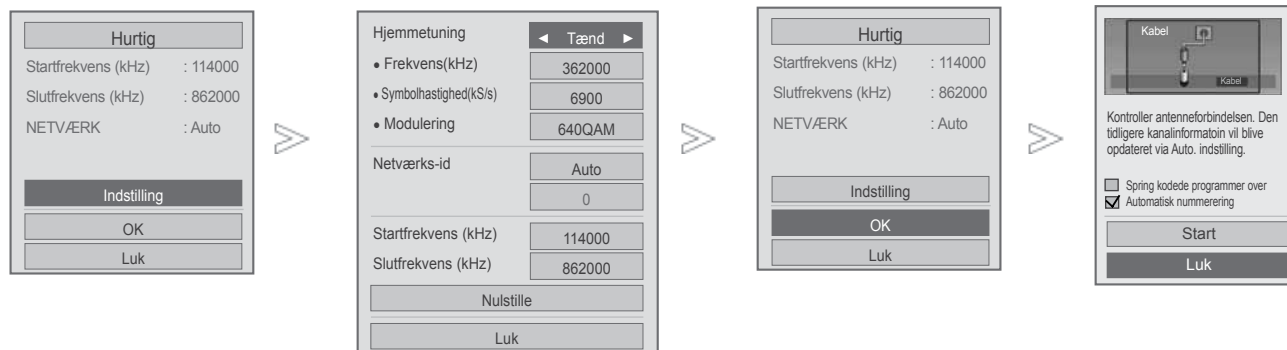 Hurtig
Startfrekvens (kHz) : 114000
Slutfrekvens (kHz) : 862000
NETVÆRK : Auto
Indstilling
OK
Luk
Hjemmetuning ◄ Tænd ►
• Frekvens(kHz) 362000
• Symbolhastighed(kS/s) 6900
• Modulering 640QAM
Netværks-id Auto
0
Startfrekvens (kHz) 114000
Slutfrekvens (kHz) 862000
Nulstille
Luk
Hurtig
Startfrekvens (kHz) : 114000
Slutfrekvens (kHz) : 862000
NETVÆRK : Auto
Indstilling
OK
Luk
Kabel
Kabel
Kontroller antenneforbindelsen. Den
tidligere kanalinformatoin vil blive
opdateret via Auto. indstilling.
Spring kodede programmer over
Automatisk nummerering
Start
Luk